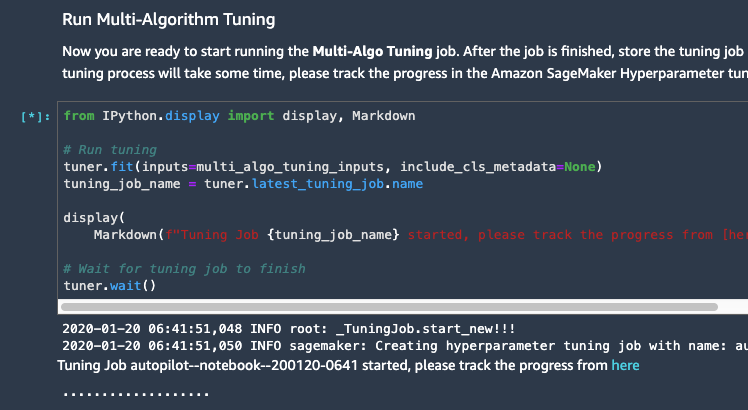 Run Multi-Algorithm Tuning
Now you are ready to start running the Multi-Algo Tuning job. After the job is finished, store the tuning job
tuning process will take some time, please track the progress in the Amazon SageMaker Hyperparameter
[*]: from IPython.display import display, Markdown
# Run tuning
tuner.fit(inputs=multi_algo_tuning_inputs, include_cls_metadata=None)
tuning_job_name = tuner.latest_tuning_job.name
display(
Markdown(f"Tuning Job {tuning_job_name} started, please track the progress from
# Wait for tuning job to finish
tuner.wait()
2020-01-20 06:41:51,048 INFO root: _TuningJob.start_new!!!
2020-01-20 06:41:51,050 INFO sagemaker: Creating hyperparameter tuning job with name:
Tuning Job autopilot--notebook--200120-0641 started, please track the progress from here
...................